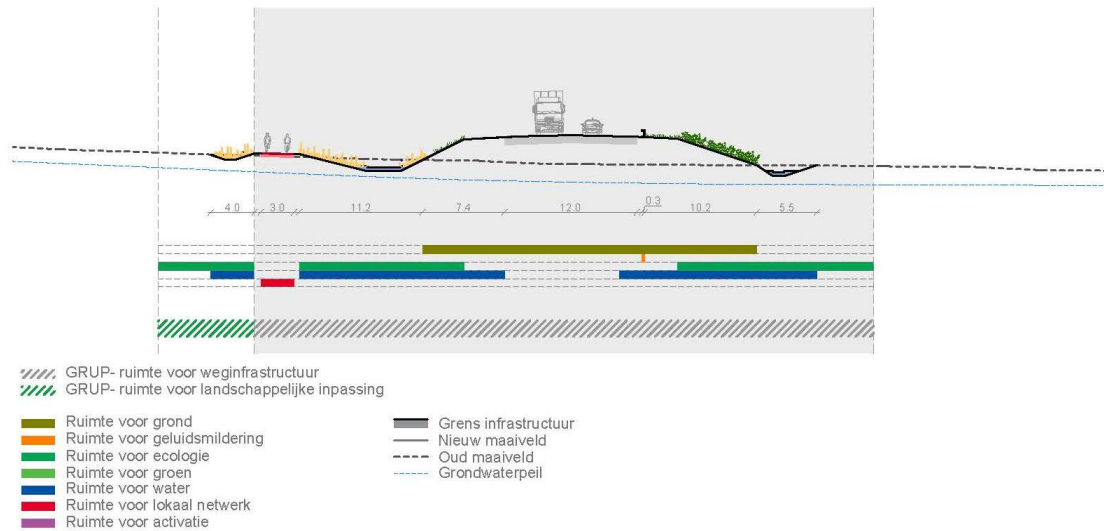 0.3
4.0 3.0 11.2 7.4 12.0 10.2 5.5
GRUP- ruimte voor weginfrastructuur
GRUP- ruimte voor landschappelijke inpassing
Ruimte voor grond
Ruimte voor geluidsmildering
Ruimte voor ecologie
Ruimte voor groen
Ruimte voor water
Ruimte voor lokaal netwerk
Ruimte voor activatie
Grens infrastructuur
Nieuw maaiveld
Oud maaiveld
Grondwaterpeil